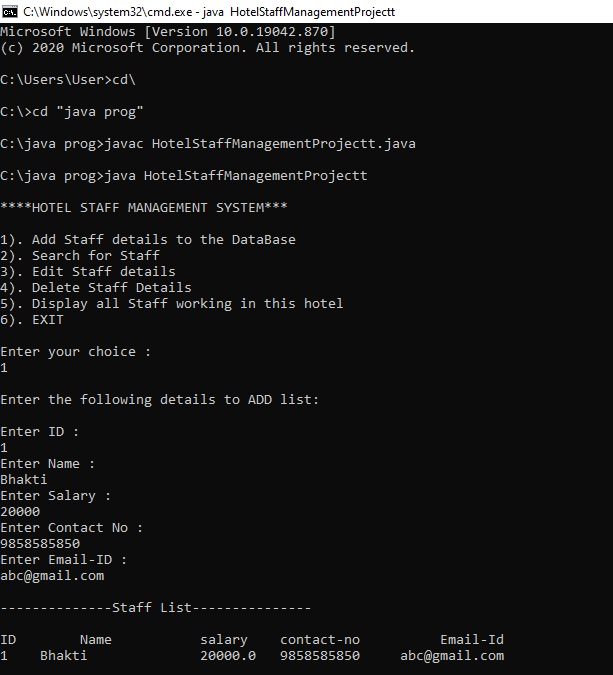 C:\Windows\system32\cmd.exe - java HotelStaffManagementProjectt
Microsoft Windows [Version 10.0.19042.870]
(c) 2020 Microsoft Corporation. All rights reserved.
C:\Users\User>cd\
C:\>cd "java prog"
C:\java prog>javac HotelStaffManagementProjectt.java
C:\java prog>java HotelStaffManagementProjectt
****HOTEL STAFF MANAGEMENT SYSTEM***
1). Add Staff details to the DataBase
2). Search for Staff
3). Edit Staff details
4). Delete Staff Details
5). Display all Staff working in this hotel
6). EXIT
Enter your choice :
1
Enter the following details to ADD list:
Enter ID :
1
Enter Name :
Bhakti
Enter Salary :
20000
Enter Contact No :
9858585850
Enter Email-ID :
abc@gmail.com
--------------Staff List---------------
ID        Name           salary    contact-no          Email-Id
1    Bhakti              20000.0   9858585850     abc@gmail.com